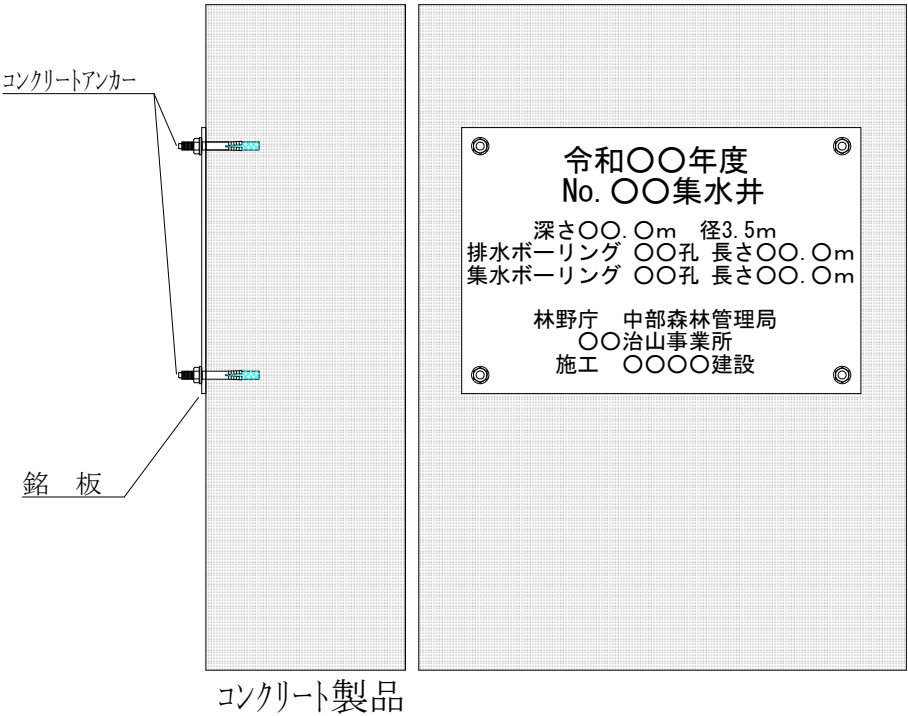 コンクリートアンカー
令和〇〇年度
No.〇〇集水井
深さ〇〇.〇m　径3.5m
排水ボーリング 〇〇孔 長さ〇〇.〇m
集水ボーリング 〇〇孔 長さ〇〇.〇m
林野庁　中部森林管理局
〇〇治山事業所
施工　〇〇〇〇建設
銘　板
コンクリート製品